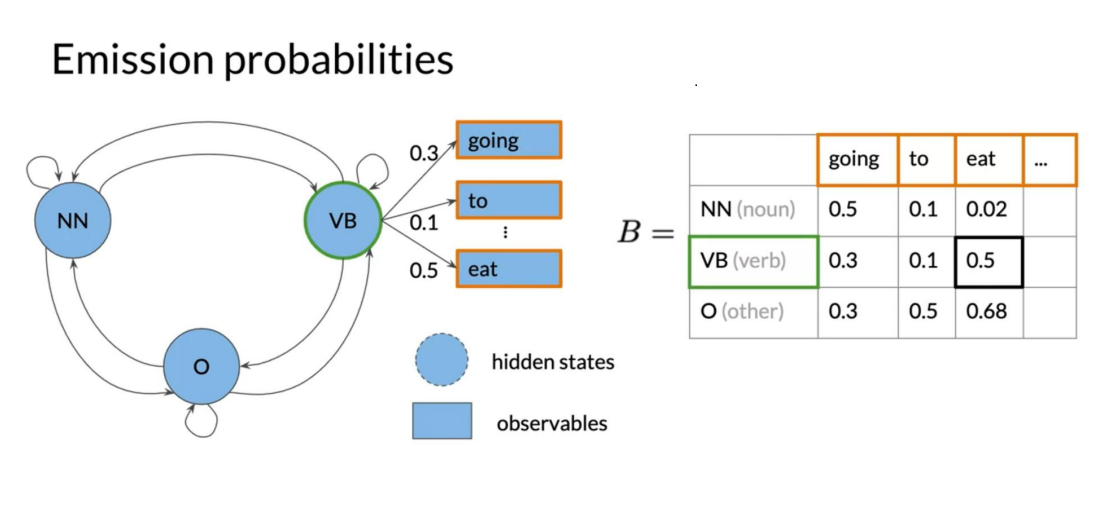 Emission probabilities
NN
VB
O
0.3
going
0.1
to
⋮
0.5
eat
hidden states
observables
B =
going to eat ...
NN (noun) 0.5 0.1 0.02
VB (verb) 0.3 0.1 0.5
O (other) 0.3 0.5 0.68